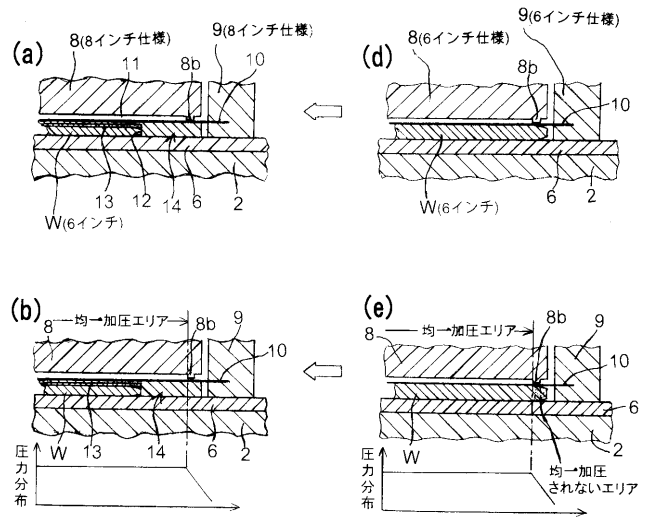 (a)
8(8インチ仕様)
9(8インチ仕様)
11
8b
10
13 12 14 6 2
W(6インチ)
(d)
8(6インチ仕様)
9(6インチ仕様)
8b
10
W(6インチ)
6 2
(b)
均一加圧エリア
8
8b
9
10
W 13 14 6 2
圧力分布
(e)
均一加圧エリア
8
8b
9
10
6
W
2
均一加圧
されないエリア
圧力分布